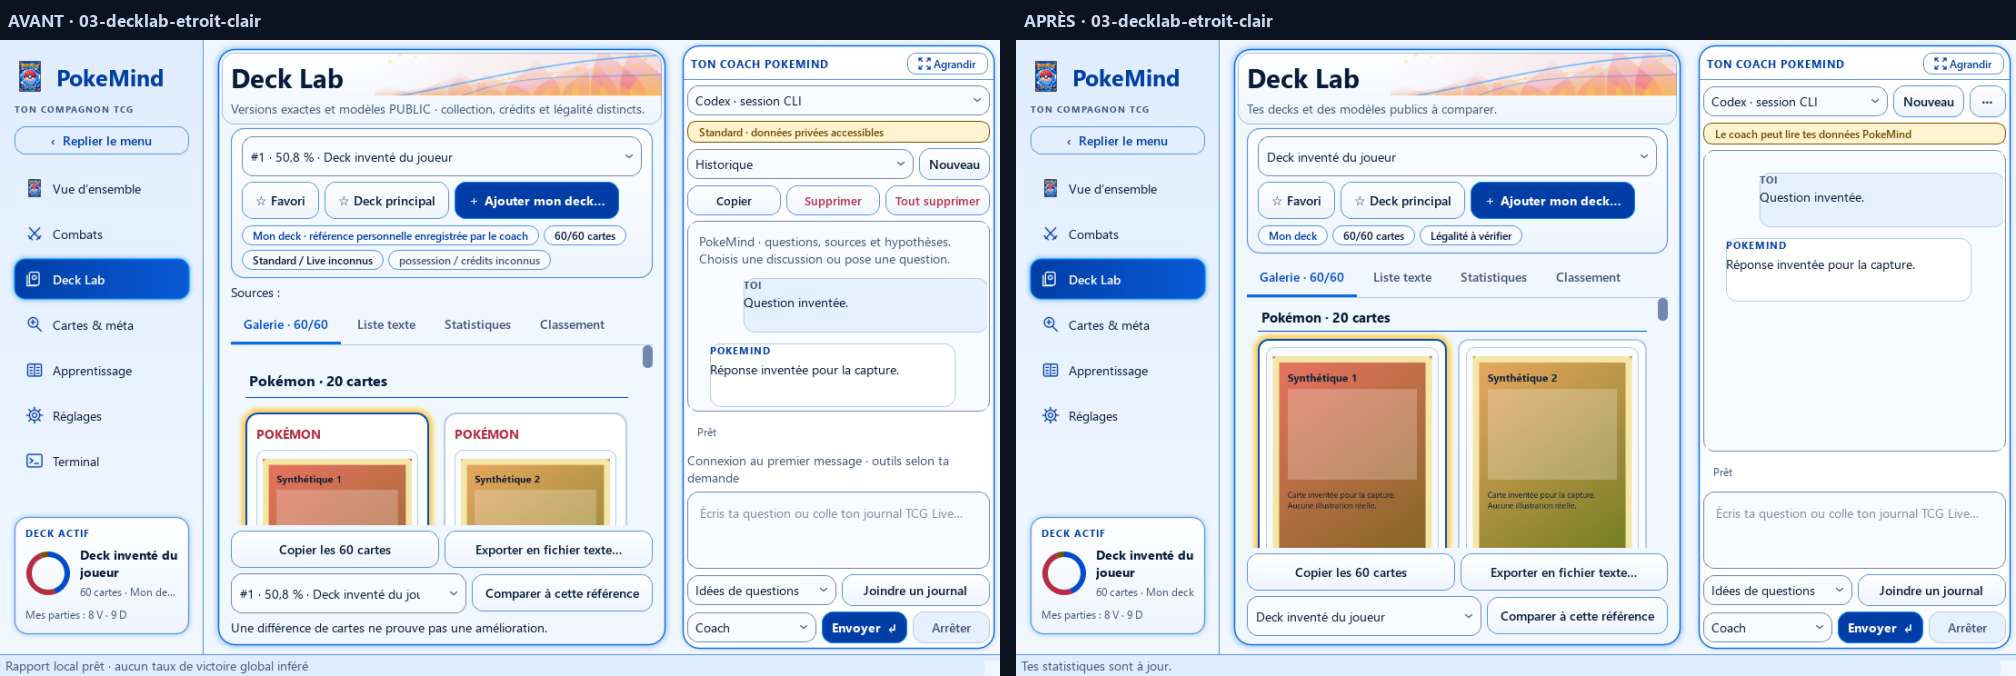 AVANT · 03-decklab-etroit-clair
PokeMind
TON COMPAGNON TCG
‹ Replier le menu
Vue d'ensemble
Combats
Deck Lab
Cartes & méta
Apprentissage
Réglages
Terminal
DECK ACTIF
Deck inventé du
joueur
60 cartes · Mon de...
Mes parties : 8 V · 9 D
Deck Lab
Versions exactes et modèles PUBLIC · collection, crédits et légalité distincts.
#1 · 50,8 % · Deck inventé du joueur
☆ Favori
☆ Deck principal
+ Ajouter mon deck...
Mon deck · référence personnelle enregistrée par le coach
60/60 cartes
Standard / Live inconnus
possession / crédits inconnus
Sources :
Galerie · 60/60
Liste texte
Statistiques
Classement
Pokémon · 20 cartes
POKÉMON
POKÉMON
Synthétique 1
Synthétique 2
Copier les 60 cartes
Exporter en fichier texte...
#1 · 50,8 % · Deck inventé du jou
Comparer à cette référence
Une différence de cartes ne prouve pas une amélioration.
TON COACH POKEMIND
Agrandir
Codex · session CLI
Standard · données privées accessibles
Historique
Nouveau
Copier
Supprimer
Tout supprimer
PokeMind · questions, sources et hypothèses.
Choisis une discussion ou pose une question.
TOI
Question inventée.
POKEMIND
Réponse inventée pour la capture.
Prêt
Connexion au premier message · outils selon ta
demande
Écris ta question ou colle ton journal TCG Live...
Idées de questions
Joindre un journal
Coach
Envoyer ↲
Arrêter
Rapport local prêt · aucun taux de victoire global inféré
APRÈS · 03-decklab-etroit-clair
PokeMind
TON COMPAGNON TCG
‹ Replier le menu
Vue d'ensemble
Combats
Deck Lab
Cartes & méta
Apprentissage
Réglages
DECK ACTIF
Deck inventé du
joueur
60 cartes · Mon deck
Mes parties : 8 V · 9 D
Deck Lab
Tes decks et des modèles publics à comparer.
Deck inventé du joueur
☆ Favori
☆ Deck principal
+ Ajouter mon deck...
Mon deck
60/60 cartes
Légalité à vérifier
Galerie · 60/60
Liste texte
Statistiques
Classement
Pokémon · 20 cartes
Synthétique 1
Carte inventée pour la capture.
Aucune illustration réelle.
Synthétique 2
Carte inventée pour la capture.
Aucune illustration réelle.
Copier les 60 cartes
Exporter en fichier texte...
Deck inventé du joueur
Comparer à cette référence
TON COACH POKEMIND
Agrandir
Codex · session CLI
Nouveau
...
Le coach peut lire tes données PokeMind
TOI
Question inventée.
POKEMIND
Réponse inventée pour la capture.
Prêt
Écris ta question ou colle ton journal TCG Live...
Idées de questions
Joindre un journal
Coach
Envoyer ↲
Arrêter
Tes statistiques sont à jour.